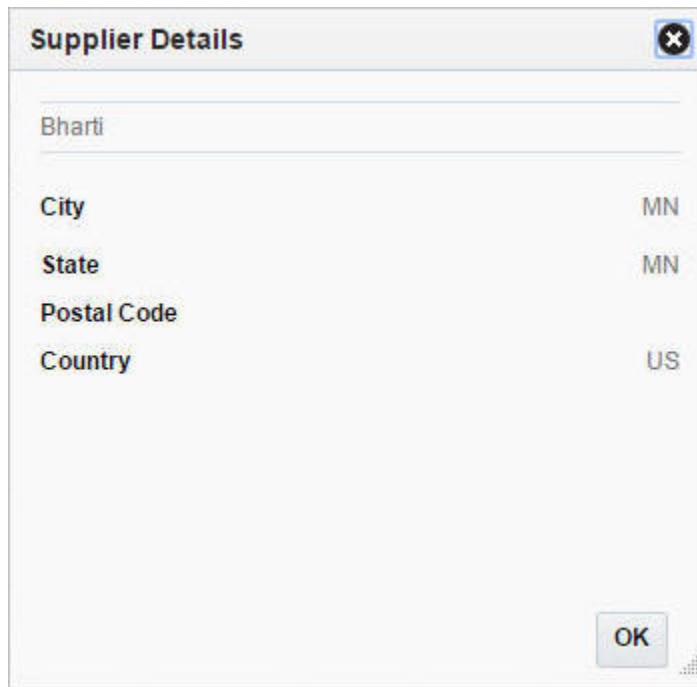 Supplier Details
Bharti
City MN
State MN
Postal Code
Country US
OK